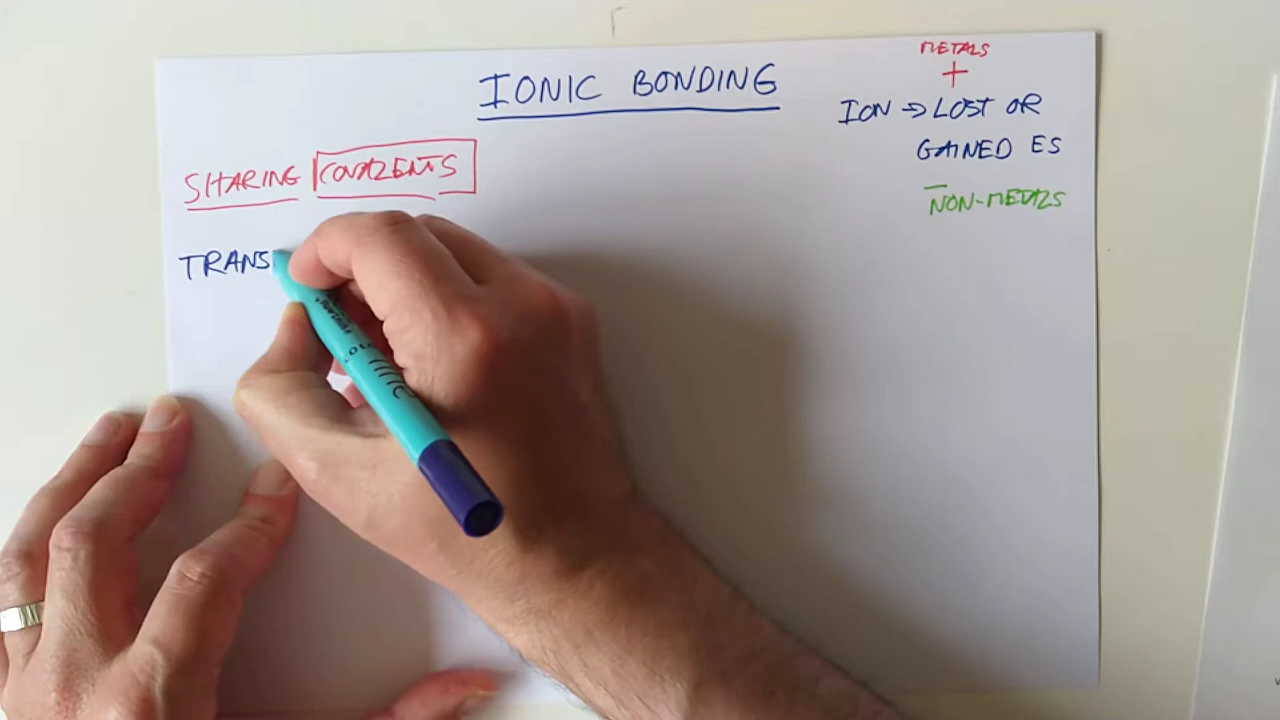 IONIC BONDING
METALS
+
ION → LOST OR
GAINED ES
−
NON-METALS
SHARING COVALENTS
TRANS